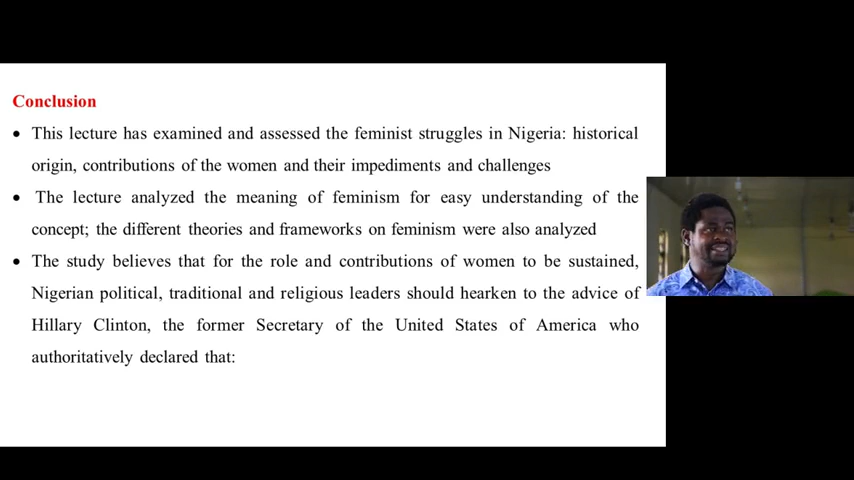 Conclusion
• This lecture has examined and assessed the feminist struggles in Nigeria: historical
origin, contributions of the women and their impediments and challenges
• The lecture analyzed the meaning of feminism for easy understanding of the
concept; the different theories and frameworks on feminism were also analyzed
• The study believes that for the role and contributions of women to be sustained,
Nigerian political, traditional and religious leaders should hearken to the advice of
Hillary Clinton, the former Secretary of the United States of America who
authoritatively declared that: